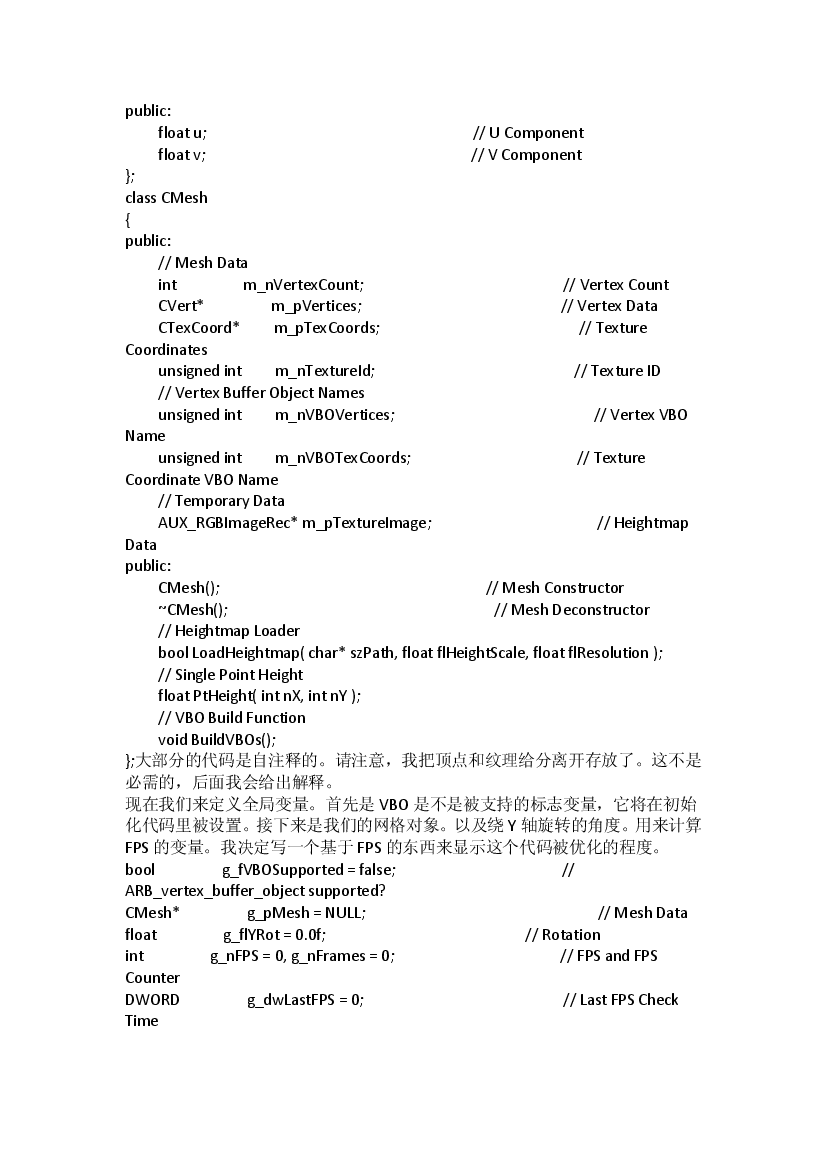 public:
float u; // U Component
float v; // V Component
};
class CMesh
{
public:
// Mesh Data
int m_nVertexCount; // Vertex Count
CVert* m_pVertices; // Vertex Data
CTexCoord* m_pTexCoords; // Texture
Coordinates
unsigned int m_nTextureId; // Texture ID
// Vertex Buffer Object Names
unsigned int m_nVBOVertices; // Vertex VBO
Name
unsigned int m_nVBOTexCoords; // Texture
Coordinate VBO Name
// Temporary Data
AUX_RGBImageRec* m_pTextureImage; // Heightmap
Data
public:
CMesh(); // Mesh Constructor
~CMesh(); // Mesh Deconstructor
// Heightmap Loader
bool LoadHeightmap( char* szPath, float flHeightScale, float flResolution );
// Single Point Height
float PtHeight( int nX, int nY );
// VBO Build Function
void BuildVBOs();
};大部分的代码是自注释的。请注意，我把顶点和纹理给分离开存放了。这不是
必需的，后面我会给出解释。
现在我们来定义全局变量。首先是 VBO 是不是被支持的标志变量，它将在初始
化代码里被设置。接下来是我们的网格对象。以及绕 Y 轴旋转的角度。用来计算
FPS 的变量。我决定写一个基于 FPS 的东西来显示这个代码被优化的程度。
bool g_fVBOSupported = false; //
ARB_vertex_buffer_object supported?
CMesh* g_pMesh = NULL; // Mesh Data
float g_flYRot = 0.0f; // Rotation
int g_nFPS = 0, g_nFrames = 0; // FPS and FPS
Counter
DWORD g_dwLastFPS = 0; // Last FPS Check
Time